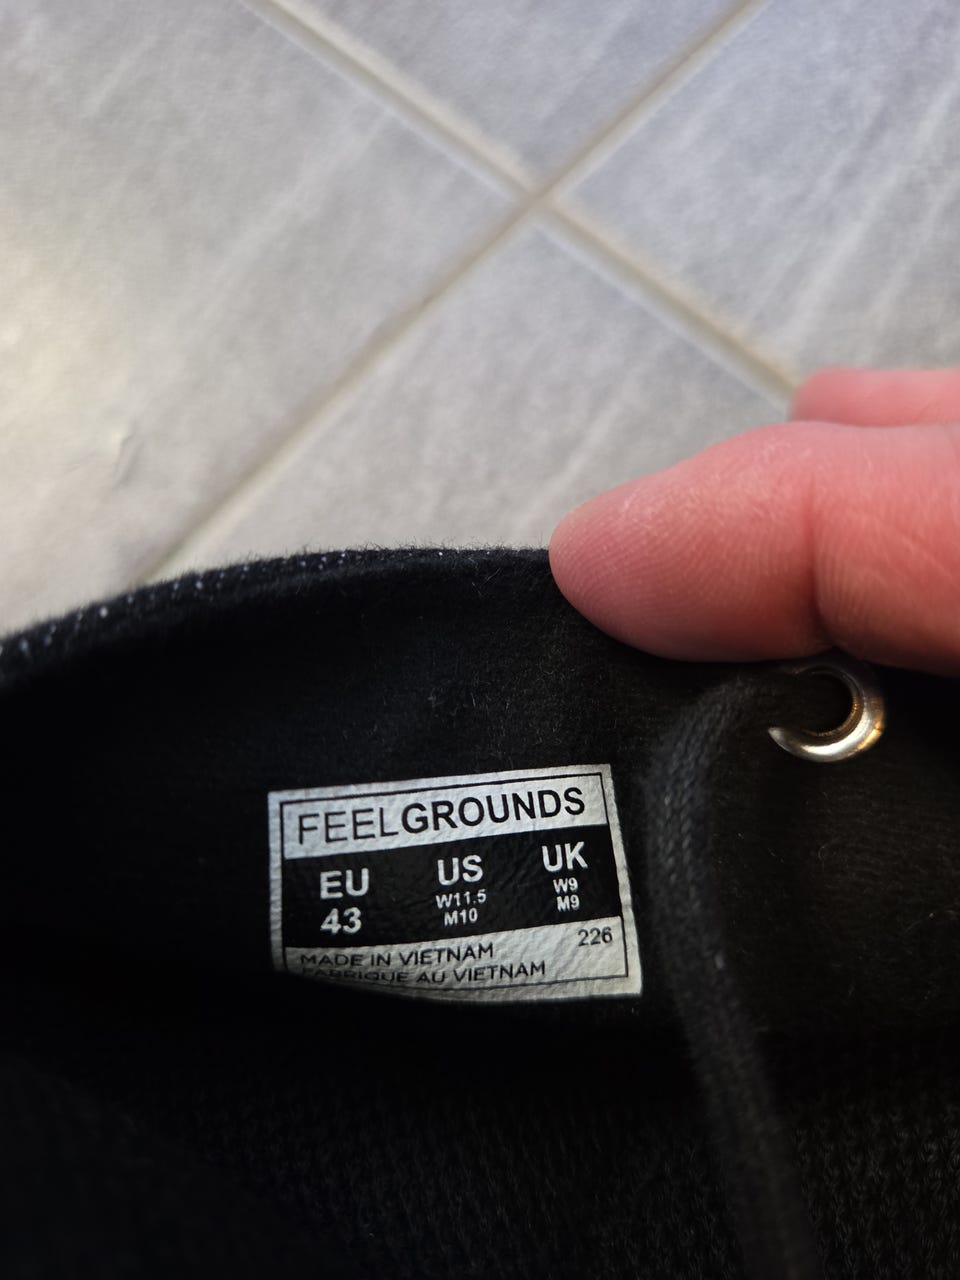 FEELGROUNDS
EU US UK
43 W11.5 W9
M10 M9
MADE IN VIETNAM 226
FABRIQUE AU VIETNAM